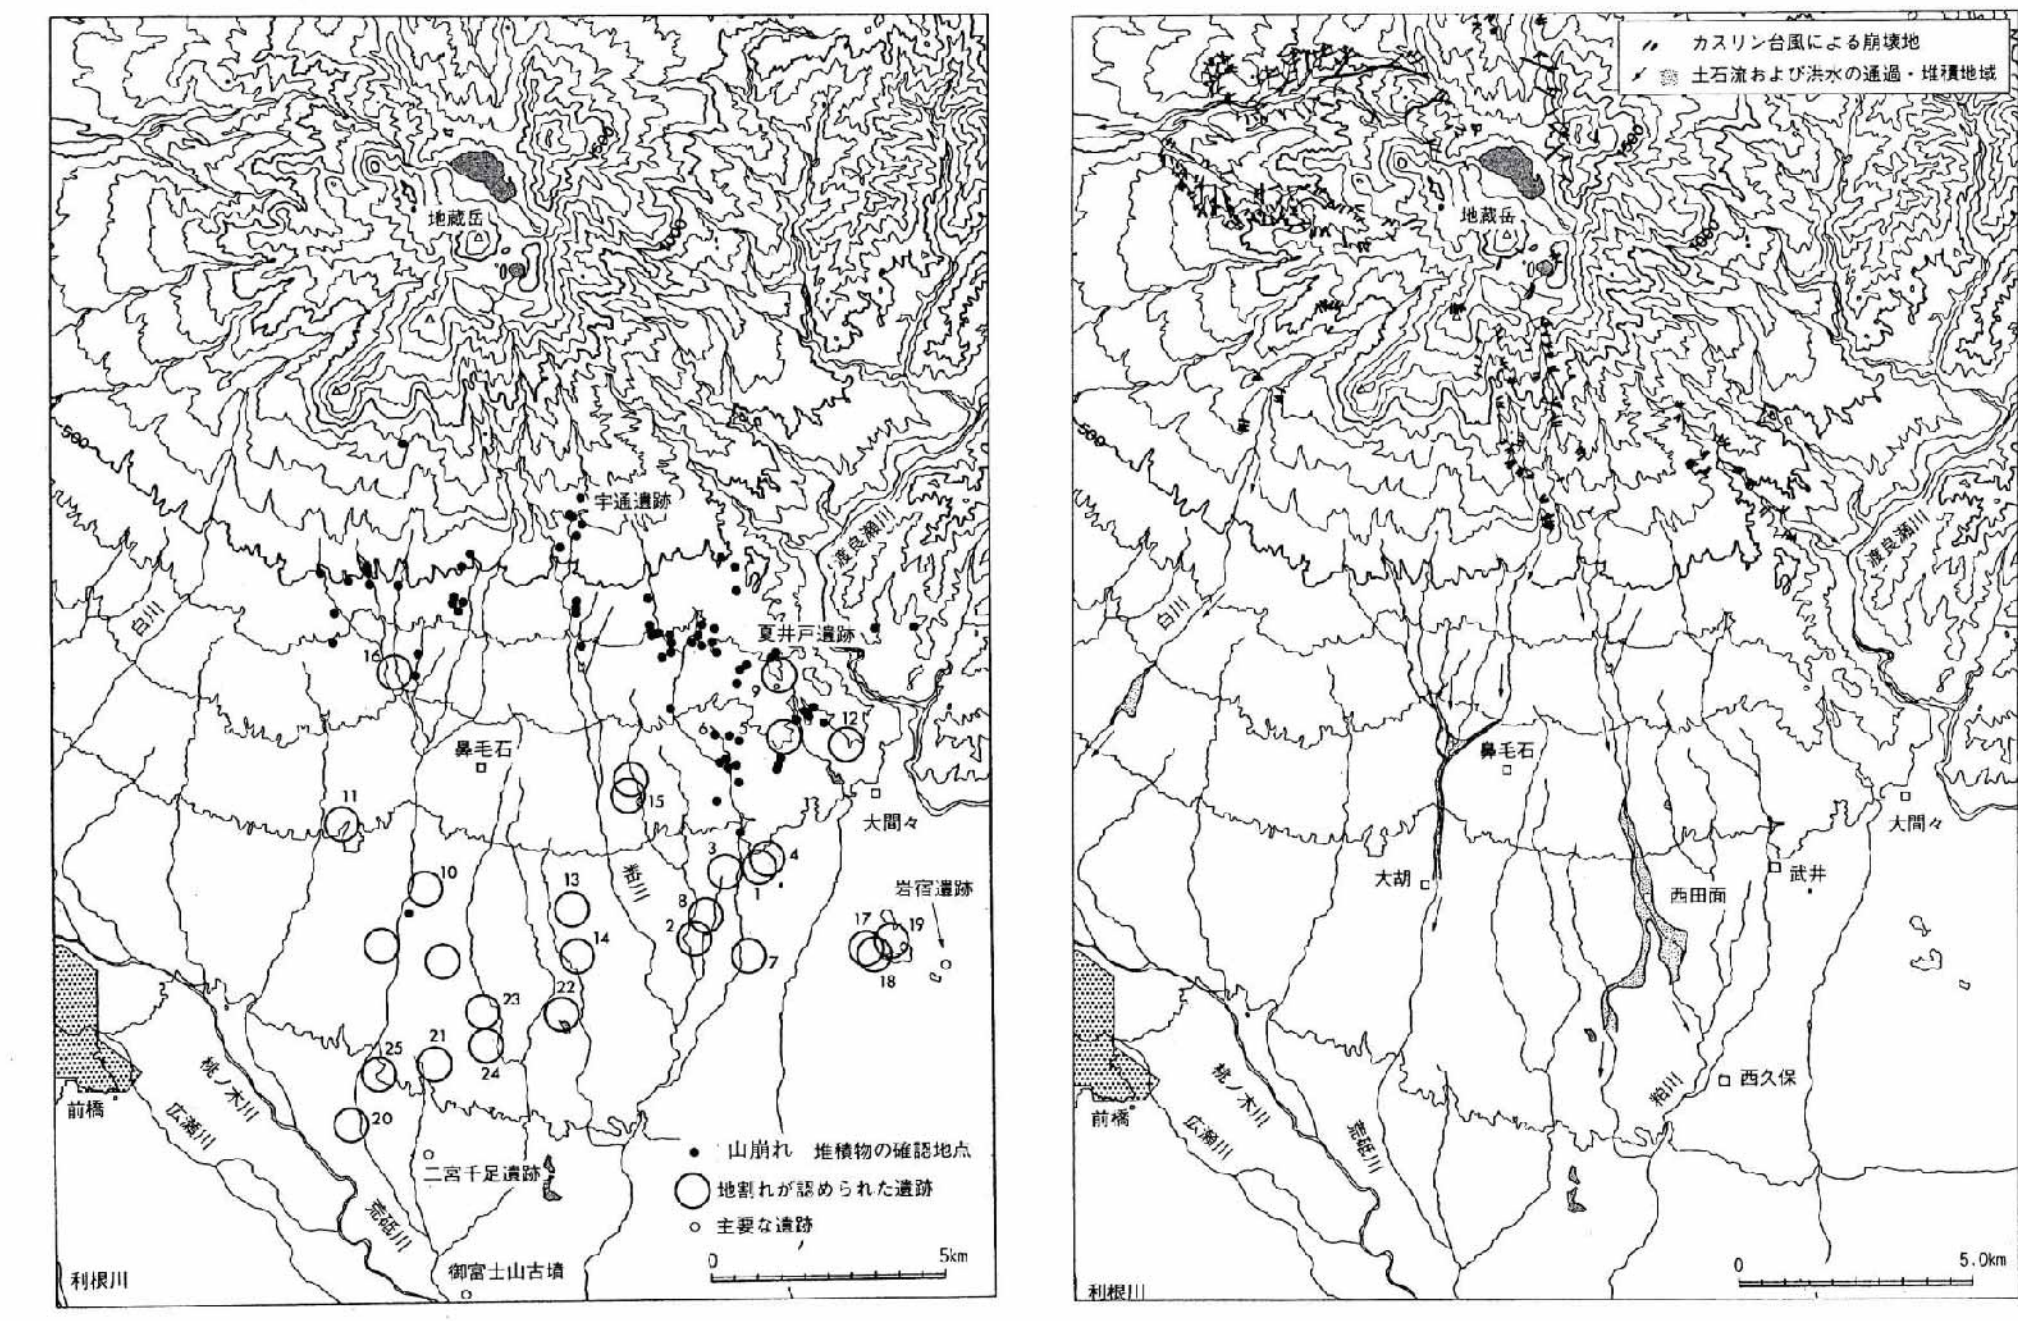 1500
地蔵岳
1000
500
宇通遺跡
渡良瀬川
白川
夏井戸遺跡
16
9
6
5
12
鼻毛石
15
11
大間々
3
4
1
粕川
10
13
岩宿遺跡
8
2
14
7
17
19
18
22
23
21
24
25
桃ノ木川
前橋
広瀬川
20
二宮千足遺跡
荒砥川
山崩れ 堆積物の確認地点
地割れが認められた遺跡
主要な遺跡
0 5km
御富士山古墳
利根川
カスリン台風による崩壊地
土石流および洪水の通過・堆積地域
1500
地蔵岳
1000
500
渡良瀬川
白川
鼻毛石
大間々
大胡
武井
西田面
西久保
粕川
桃ノ木川
前橋
広瀬川
荒砥川
0 5.0km
利根川